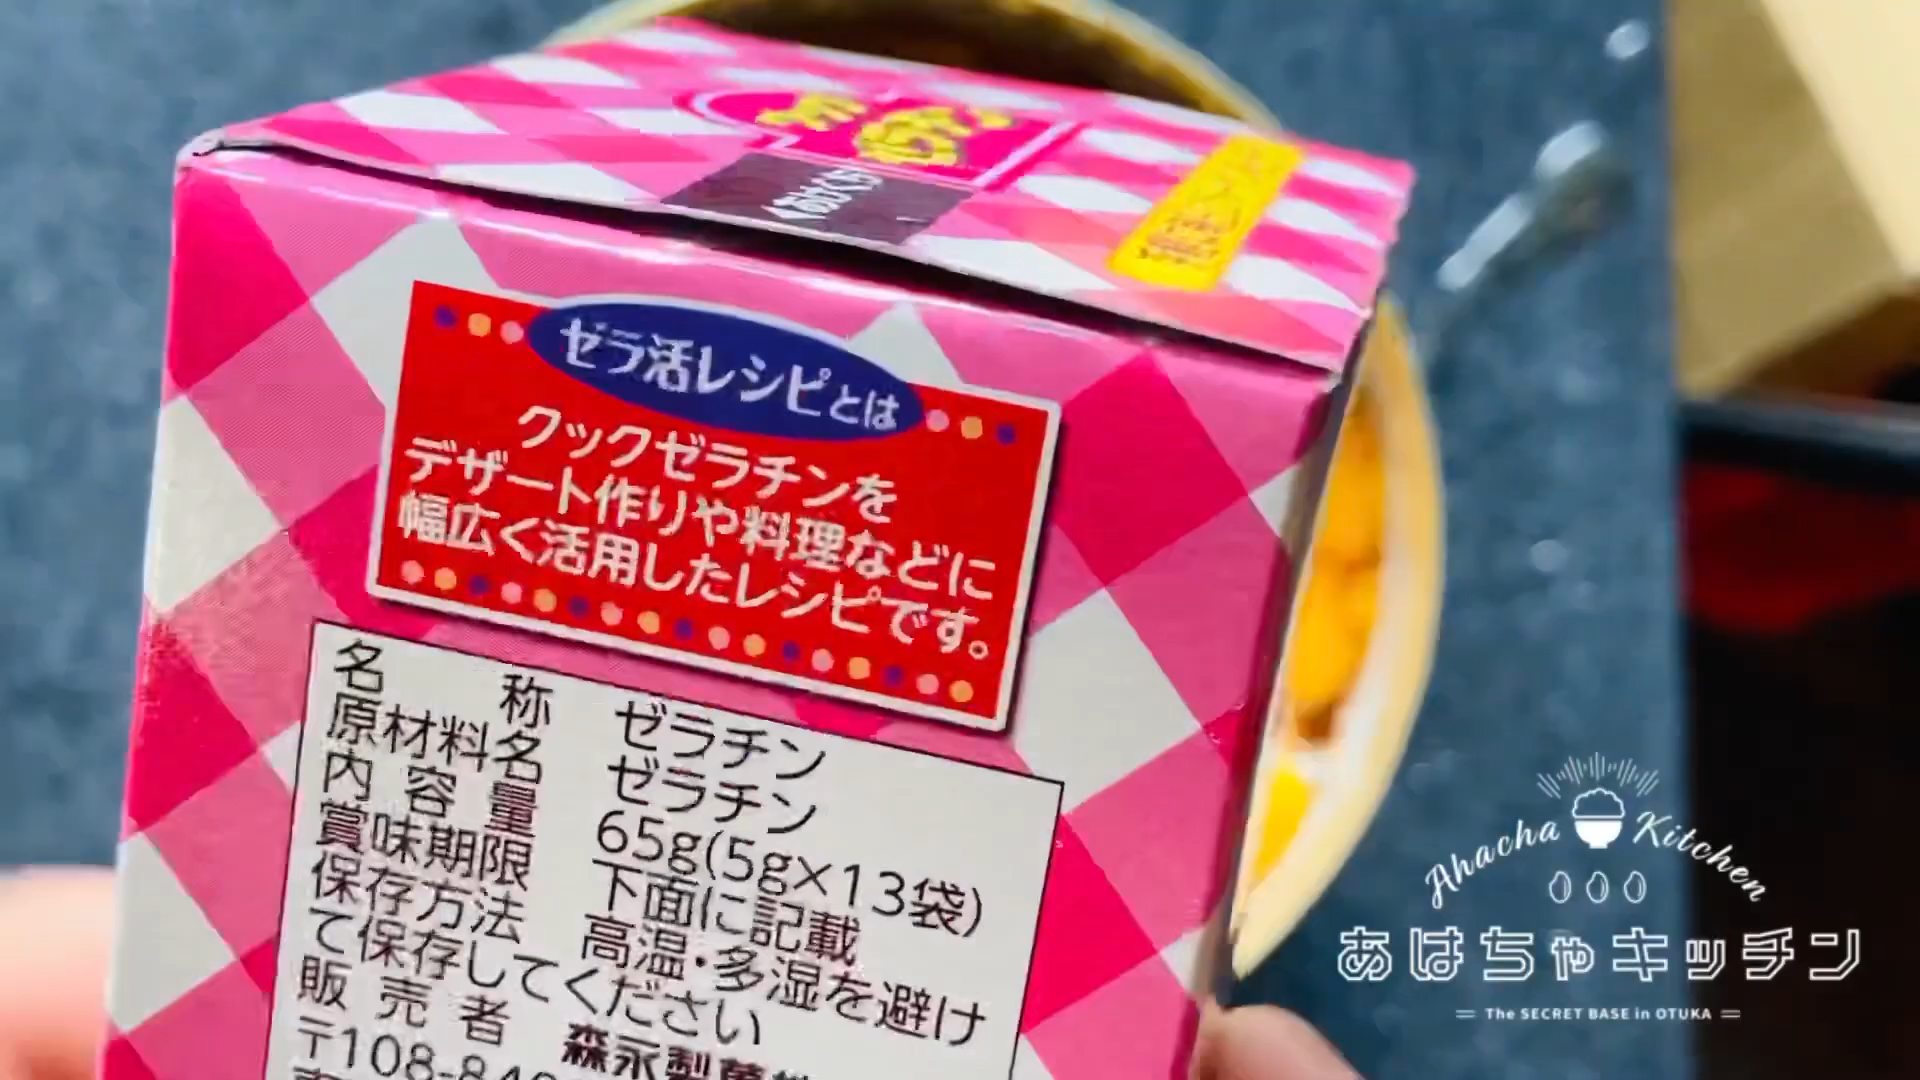 ゼラ活レシピとは
クックゼラチンを
デザート作りや料理などに
幅広く活用したレシピです。
名称 ゼラチン
原材料名 ゼラチン
内容量 65g(5g×13袋)
賞味期限 下面に記載
保存方法 高温・多湿を避け
て保存してください
販売者 森永製菓
〒108-840
Ahacha Kitchen
あはちゃキッチン
The SECRET BASE in OTUKA